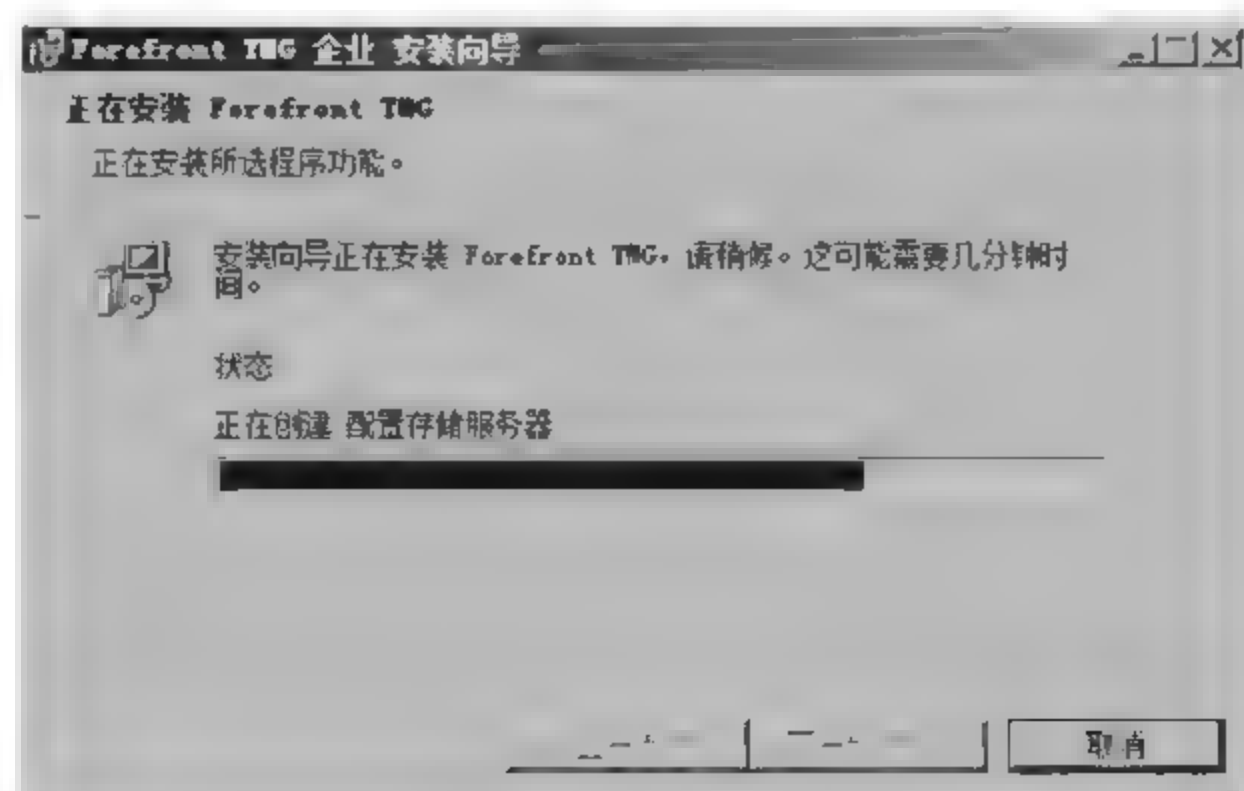 Forefront TMG 企业 安装向导
正在安装 Forefront TMG
正在安装所选程序功能。
安装向导正在安装 Forefront TMG，请稍候。这可能需要几分钟时
间。
状态
正在创建 配置存储服务器
取消